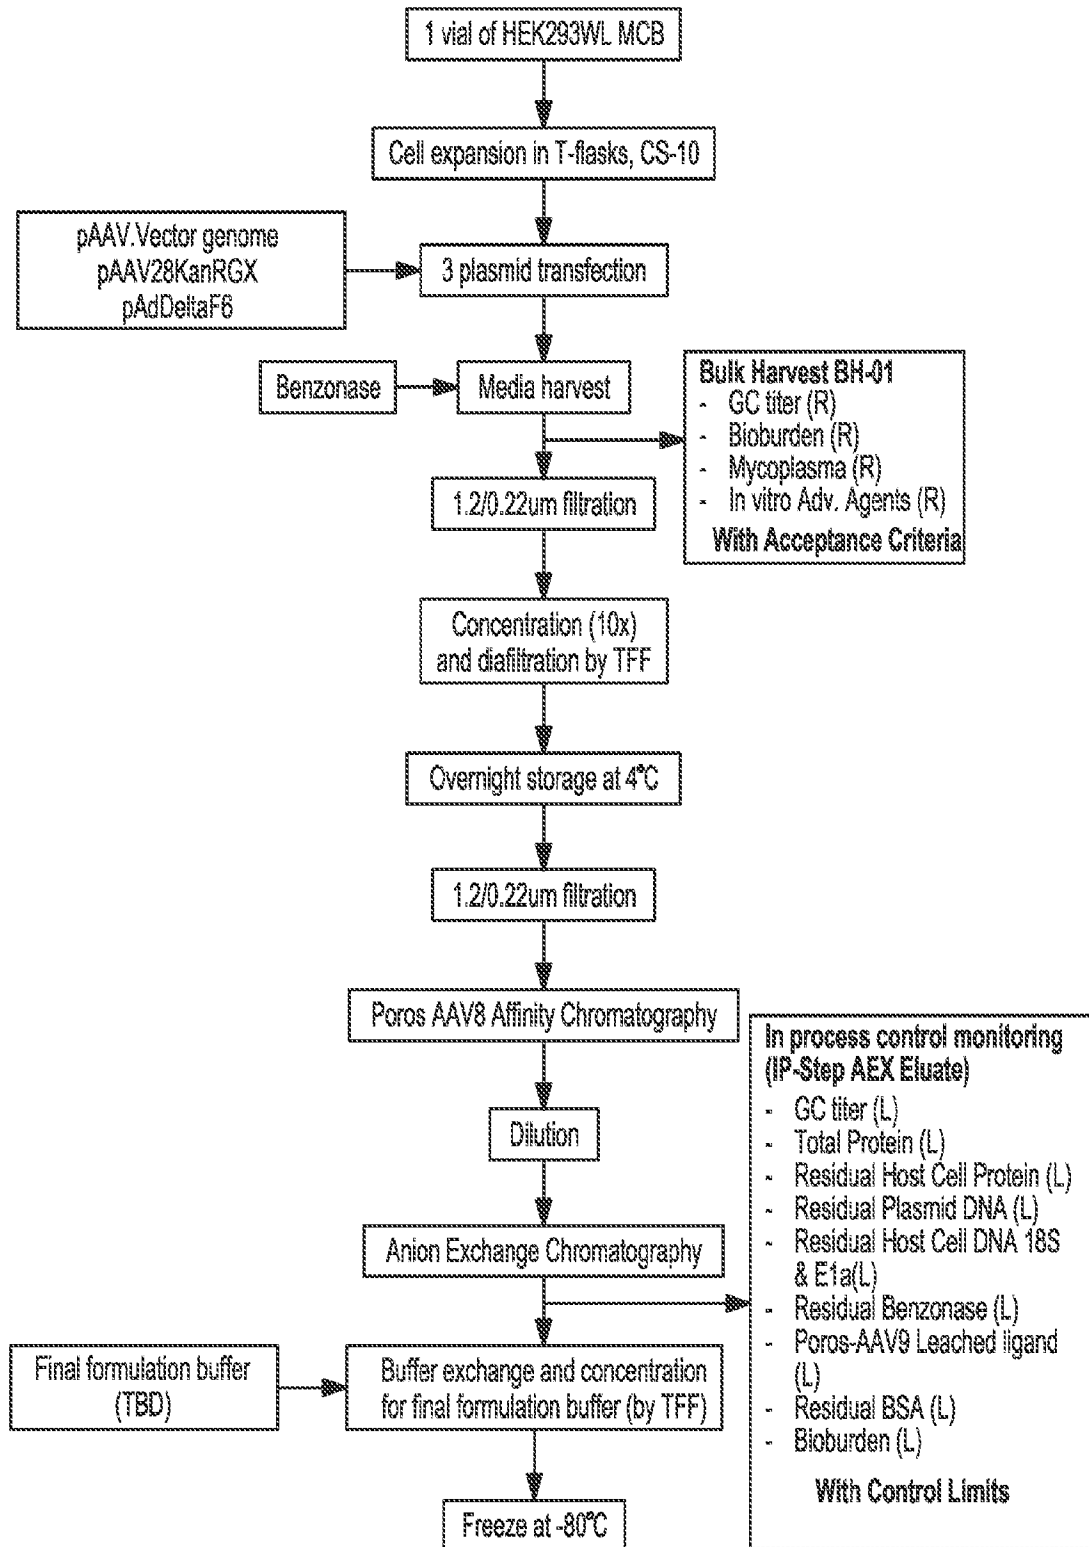 1 vial of HEK293WL MCB
Cell expansion in T-flasks, CS-10
pAAV.Vector genome
pAAV28KanRGX
pAdDeltaF6
3 plasmid transfection
Benzonase
Media harvest
Bulk Harvest BH-01
- GC titer (R)
- Bioburden (R)
- Mycoplasma (R)
- In vitro Adv. Agents (R)
With Acceptance Criteria
1.2/0.22um filtration
Concentration (10x)
and diafiltration by TFF
Overnight storage at 4°C
1.2/0.22um filtration
Poros AAV8 Affinity Chromatography
Dilution
Anion Exchange Chromatography
In process control monitoring
(IP-Step AEX Eluate)
- GC titer (L)
- Total Protein (L)
- Residual Host Cell Protein (L)
- Residual Plasmid DNA (L)
- Residual Host Cell DNA 18S
& E1a(L)
- Residual Benzonase (L)
- Poros-AAV9 Leached ligand
(L)
- Residual BSA (L)
- Bioburden (L)
With Control Limits
Final formulation buffer
(TBD)
Buffer exchange and concentration
for final formulation buffer (by TFF)
Freeze at -80°C